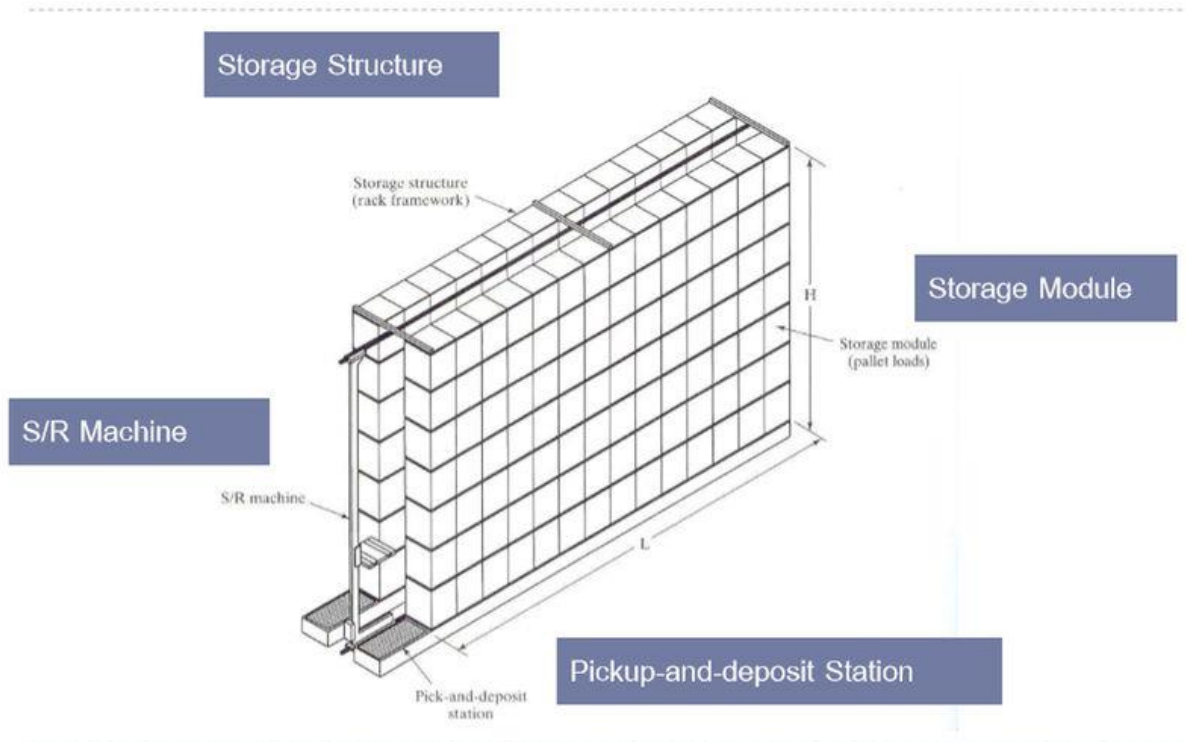 Storage Structure
Storage structure
(rack framework)
H
Storage Module
Storage module
(pallet loads)
S/R Machine
S/R machine
L
Pickup-and-deposit Station
Pick-and-deposit
station